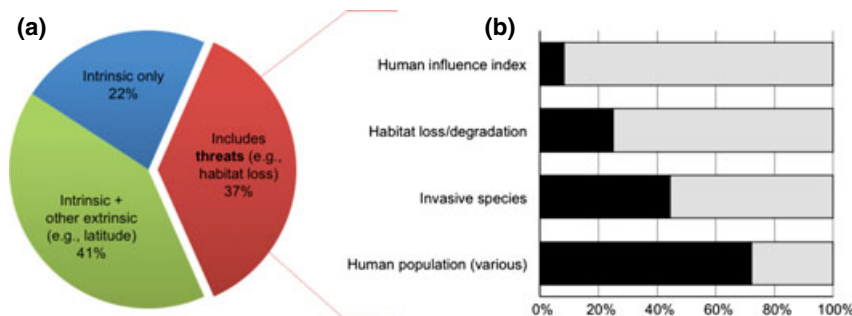 (a)
Intrinsic only
22%
Includes
threats (e.g.,
habitat loss)
37%
Intrinsic +
other extrinsic
(e.g., latitude)
41%
(b)
Human influence index
Habitat loss/degradation
Invasive species
Human population (various)
0% 20% 40% 60% 80% 100%